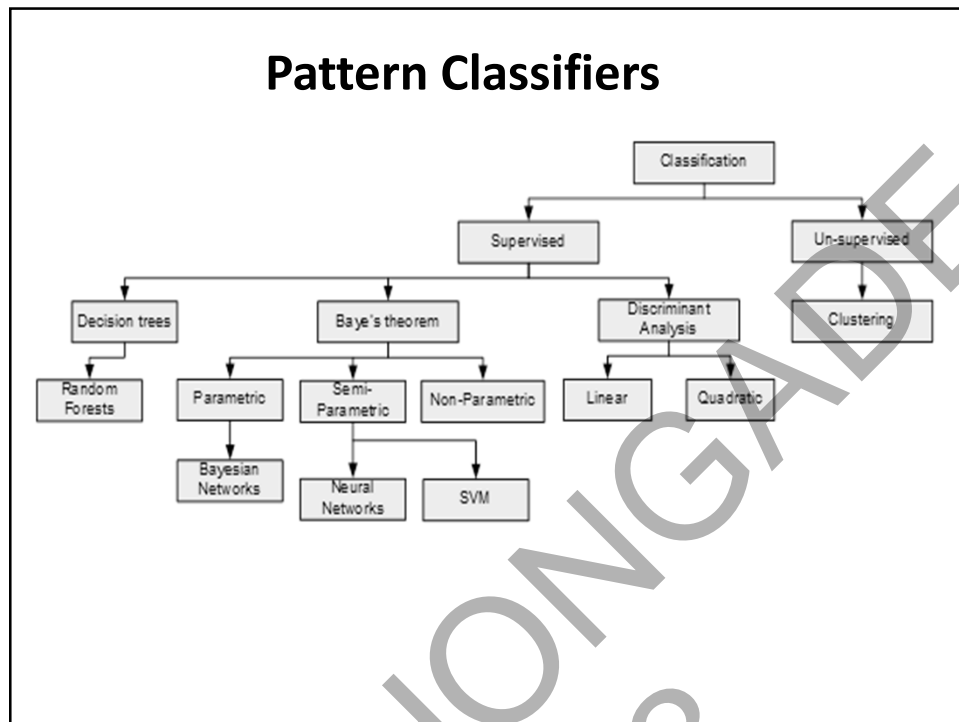 Pattern Classifiers
Classification
Supervised
Un-supervised
Decision trees
Baye's theorem
Discriminant
Analysis
Clustering
Random
Forests
Parametric
Semi-
Parametric
Non-Parametric
Linear
Quadratic
Bayesian
Networks
Neural
Networks
SVM